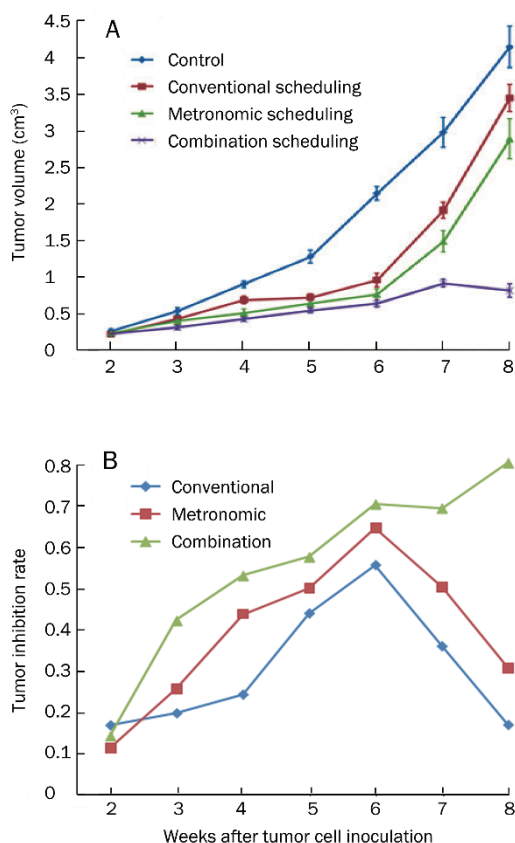 A
Control
Conventional scheduling
Metronomic scheduling
Combination scheduling
Tumor volume (cm³)
4.5
4
3.5
3
2.5
2
1.5
1
0.5
0
2 3 4 5 6 7 8
B
Conventional
Metronomic
Combination
Tumor inhibition rate
0.8
0.7
0.6
0.5
0.4
0.3
0.2
0.1
0
2 3 4 5 6 7 8
Weeks after tumor cell inoculation